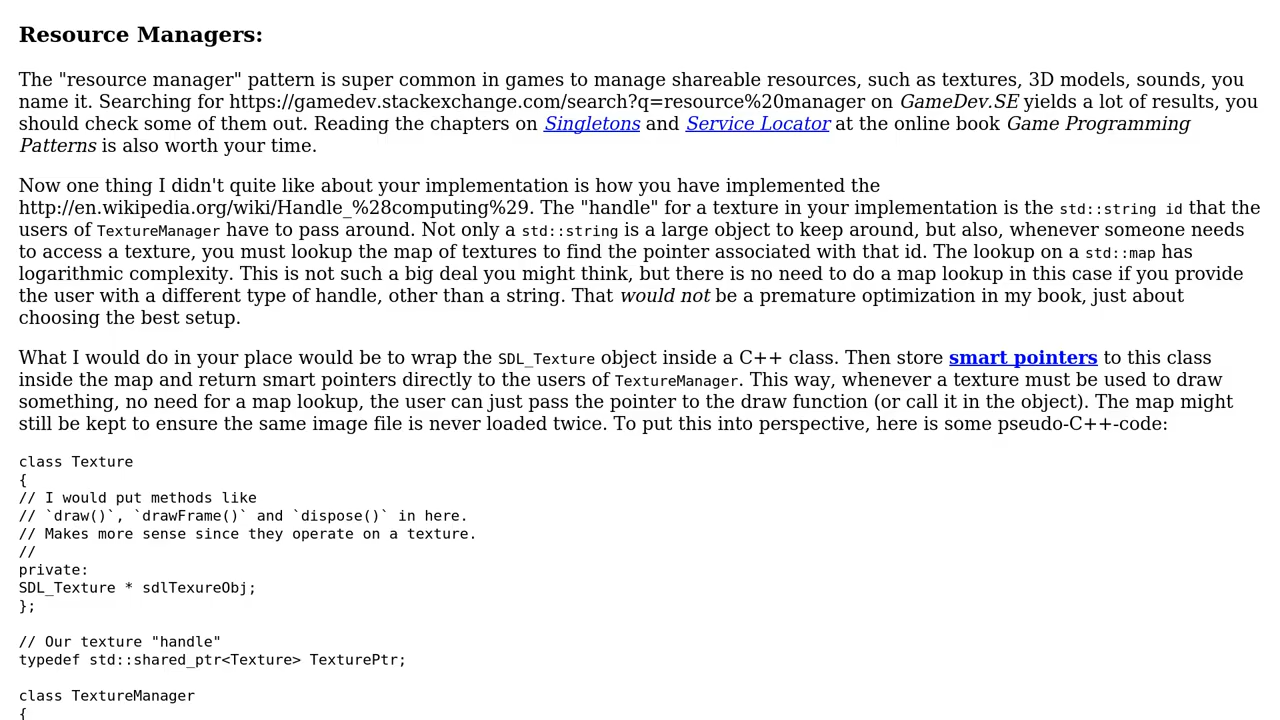 Resource Managers:
The "resource manager" pattern is super common in games to manage shareable resources, such as textures, 3D models, sounds, you
name it. Searching for https://gamedev.stackexchange.com/search?q=resource%20manager on GameDev.SE yields a lot of results, you
should check some of them out. Reading the chapters on Singletons and Service Locator at the online book Game Programming
Patterns is also worth your time.
Now one thing I didn't quite like about your implementation is how you have implemented the
http://en.wikipedia.org/wiki/Handle_%28computing%29. The "handle" for a texture in your implementation is the std::string id that the
users of TextureManager have to pass around. Not only a std::string is a large object to keep around, but also, whenever someone needs
to access a texture, you must lookup the map of textures to find the pointer associated with that id. The lookup on a std::map has
logarithmic complexity. This is not such a big deal you might think, but there is no need to do a map lookup in this case if you provide
the user with a different type of handle, other than a string. That would not be a premature optimization in my book, just about
choosing the best setup.
What I would do in your place would be to wrap the SDL_Texture object inside a C++ class. Then store smart pointers to this class
inside the map and return smart pointers directly to the users of TextureManager. This way, whenever a texture must be used to draw
something, no need for a map lookup, the user can just pass the pointer to the draw function (or call it in the object). The map might
still be kept to ensure the same image file is never loaded twice. To put this into perspective, here is some pseudo-C++-code:
class Texture
{
// I would put methods like
// `draw()`, `drawFrame()` and `dispose()` in here.
// Makes more sense since they operate on a texture.
//
private:
SDL_Texture * sdlTexureObj;
};
// Our texture "handle"
typedef std::shared_ptr<Texture> TexturePtr;
class TextureManager
{